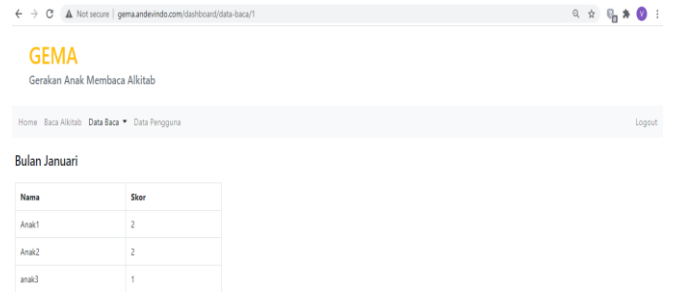 Not secure | gema.andevindo.com/dashboard/data-baca/1
V
GEMA
Gerakan Anak Membaca Alkitab
Home Baca Alkitab Data Baca Data Pengguna Logout
Bulan Januari
Nama Skor
Anak1 2
Anak2 2
anak3 1